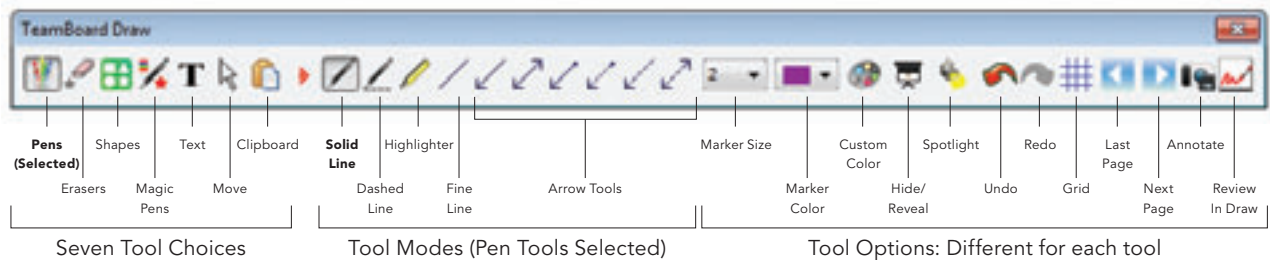 TeamBoard Draw
T
2
Pens
(Selected)
Shapes
Text
Clipboard
Solid
Line
Highlighter
Marker Size
Custom
Color
Spotlight
Redo
Last
Page
Annotate
Erasers
Magic
Pens
Move
Dashed
Line
Fine
Line
Arrow Tools
Marker
Color
Hide/
Reveal
Undo
Grid
Next
Page
Review
In Draw
Seven Tool Choices
Tool Modes (Pen Tools Selected)
Tool Options: Different for each tool